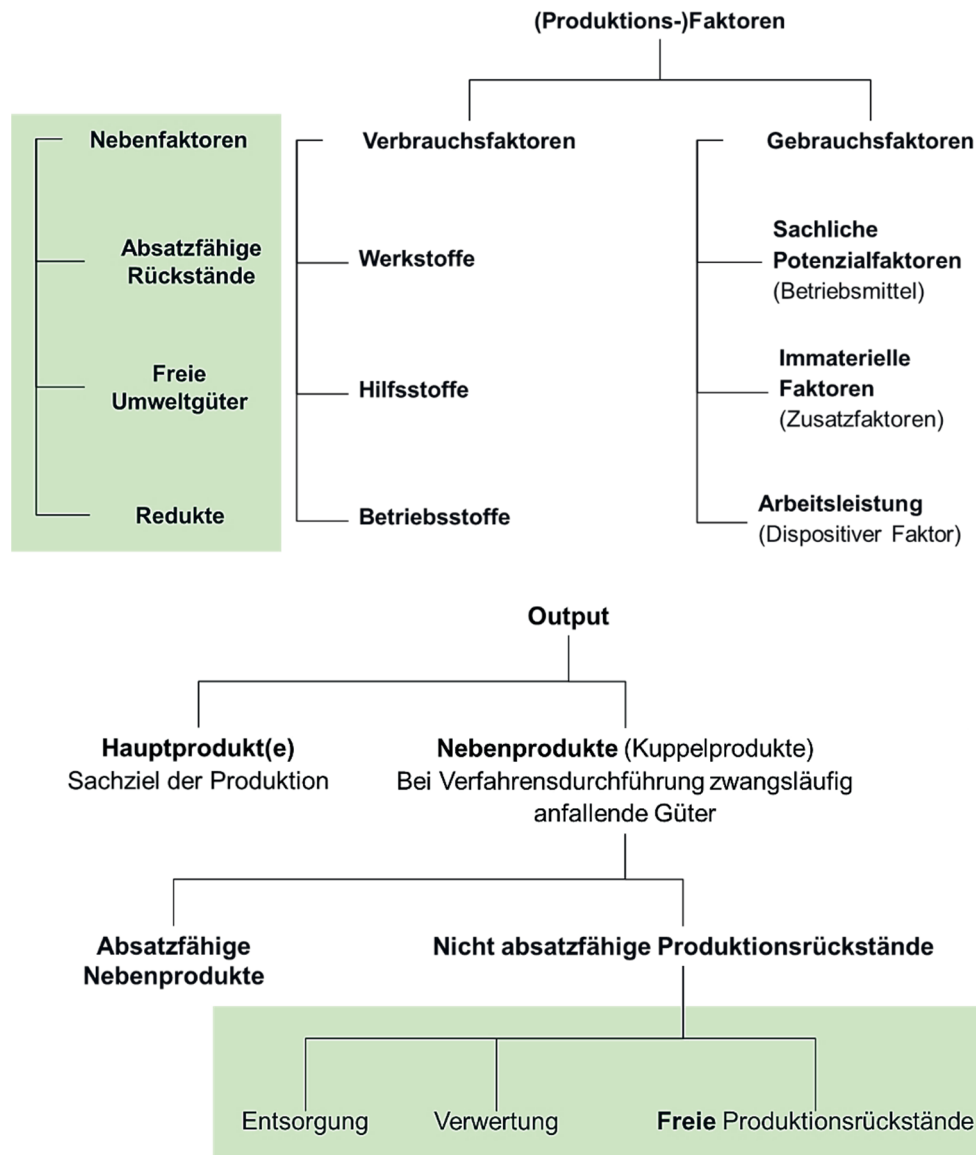 (Produktions-)Faktoren
Nebenfaktoren
Absatzfähige
Rückstände
Freie
Umweltgüter
Redukte
Verbrauchsfaktoren
Werkstoffe
Hilfsstoffe
Betriebsstoffe
Gebrauchsfaktoren
Sachliche
Potenzialfaktoren
(Betriebsmittel)
Immaterielle
Faktoren
(Zusatzfaktoren)
Arbeitsleistung
(Dispositiver Faktor)
Output
Hauptprodukt(e)
Sachziel der Produktion
Nebenprodukte (Kuppelprodukte)
Bei Verfahrensdurchführung zwangsläufig
anfallende Güter
Absatzfähige
Nebenprodukte
Nicht absatzfähige Produktionsrückstände
Entsorgung
Verwertung
Freie Produktionsrückstände